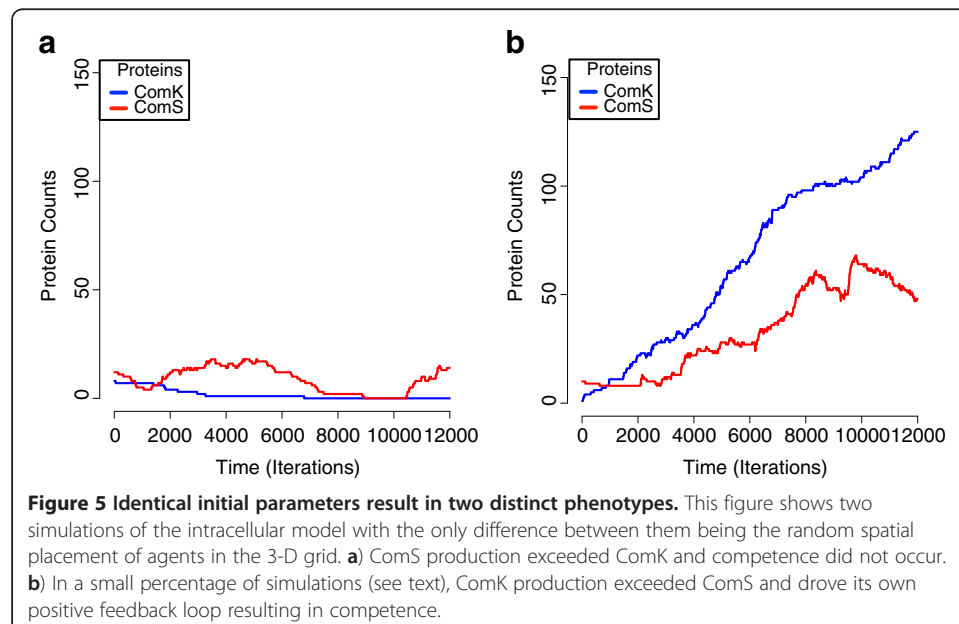 a
Proteins
ComK
ComS
Protein Counts
0
50
100
150
0 2000 4000 6000 8000 10000 12000
Time (Iterations)
b
Proteins
ComK
ComS
Protein Counts
0
50
100
150
0 2000 4000 6000 8000 10000 12000
Time (Iterations)
Figure 5 Identical initial parameters result in two distinct phenotypes. This figure shows two
simulations of the intracellular model with the only difference between them being the random spatial
placement of agents in the 3-D grid. a) ComS production exceeded ComK and competence did not occur.
b) In a small percentage of simulations (see text), ComK production exceeded ComS and drove its own
positive feedback loop resulting in competence.